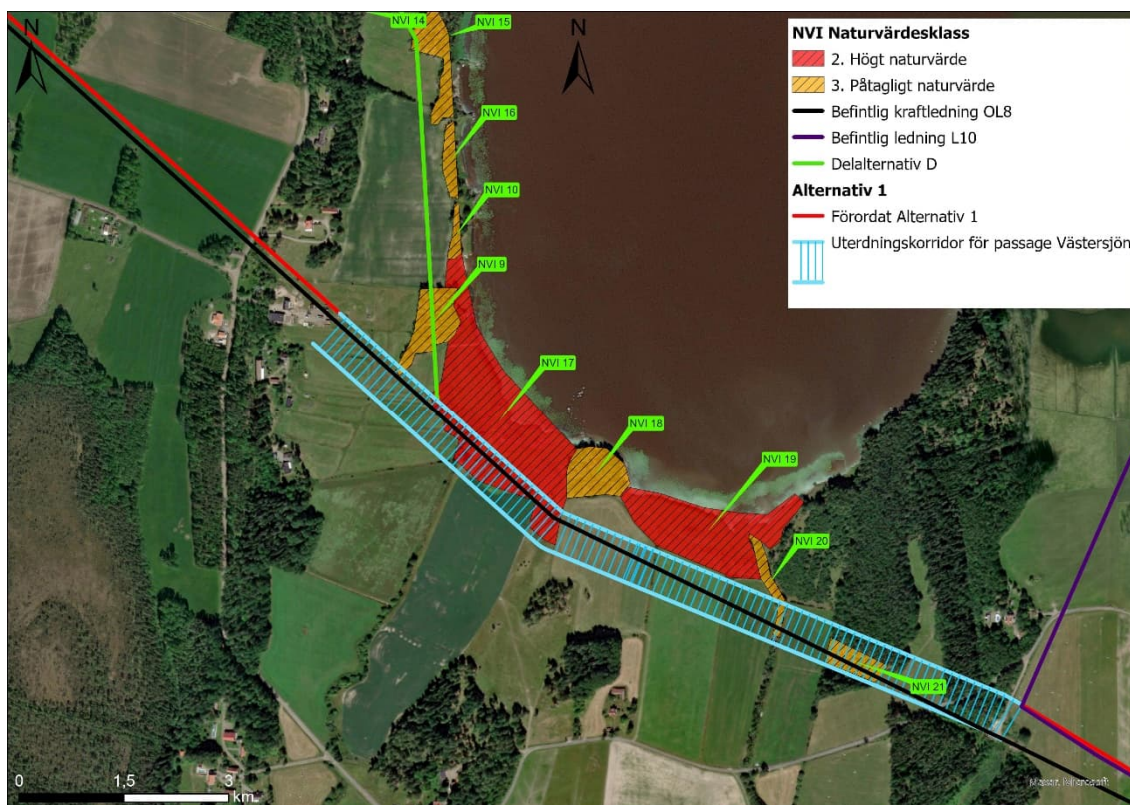 N
N
NVI 14
NVI 15
NVI 16
NVI 10
NVI 9
NVI 17
NVI 18
NVI 19
NVI 20
NVI 21
NVI Naturvärdesklass
2. Högt naturvärde
3. Påtagligt naturvärde
Befintlig kraftledning OL8
Befintlig ledning L10
Delalternativ D
Alternativ 1
Förordat Alternativ 1
Uterdningskorridor för passage Västersjön
0 1,5 3
km